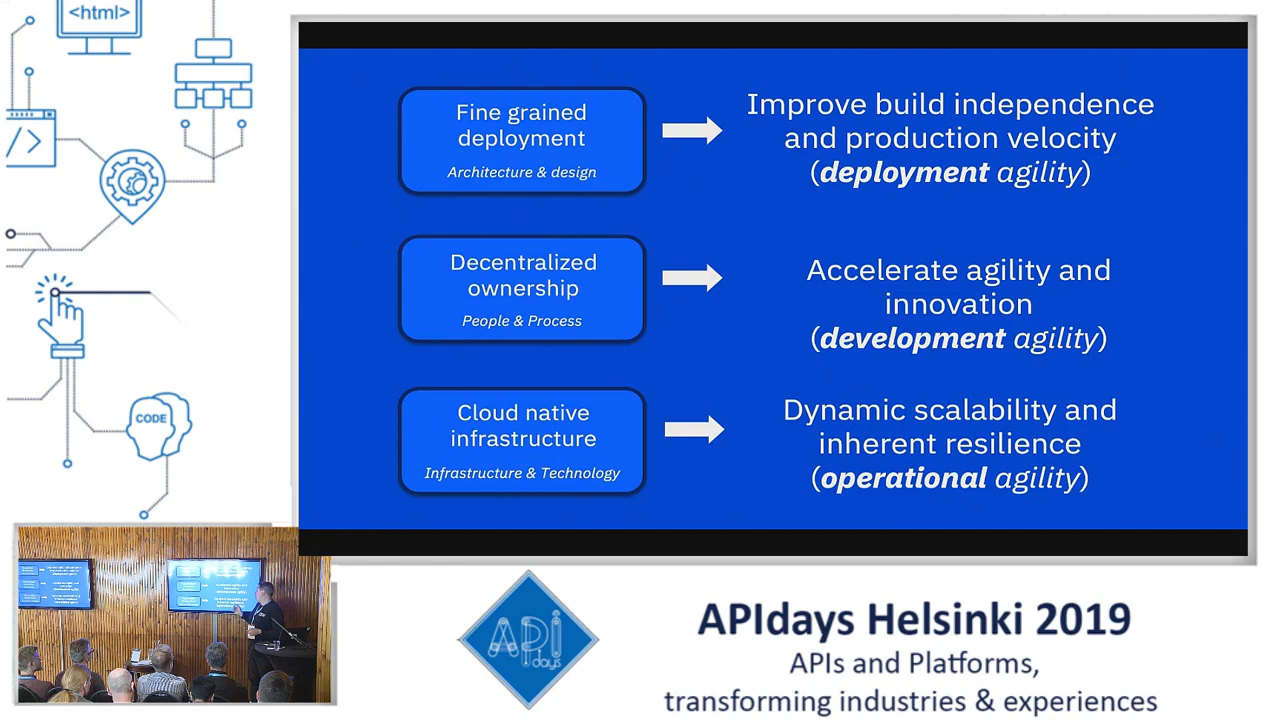 <html>
</>
CODE
Fine grained
deployment
Architecture & design
Improve build independence
and production velocity
(deployment agility)
Decentralized
ownership
People & Process
Accelerate agility and
innovation
(development agility)
Cloud native
infrastructure
Infrastructure & Technology
Dynamic scalability and
inherent resilience
(operational agility)
API
days
APIdays Helsinki 2019
APIs and Platforms,
transforming industries & experiences